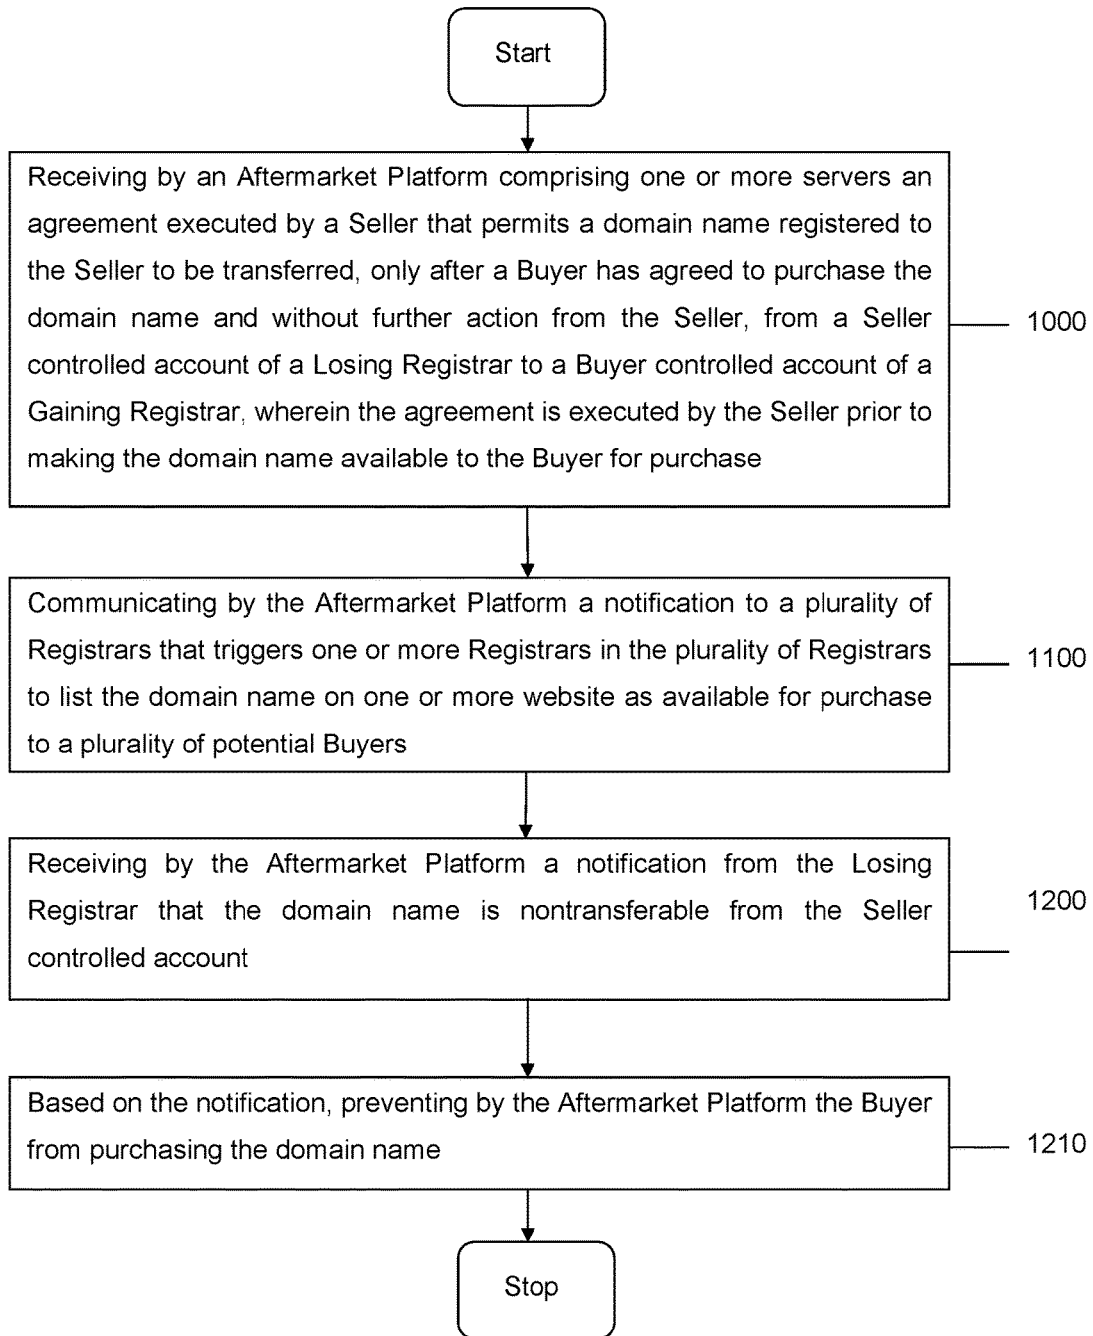 Start
Receiving by an Aftermarket Platform comprising one or more servers an
agreement executed by a Seller that permits a domain name registered to
the Seller to be transferred, only after a Buyer has agreed to purchase the
domain name and without further action from the Seller, from a Seller
controlled account of a Losing Registrar to a Buyer controlled account of a
Gaining Registrar, wherein the agreement is executed by the Seller prior to
making the domain name available to the Buyer for purchase
1000
Communicating by the Aftermarket Platform a notification to a plurality of
Registrars that triggers one or more Registrars in the plurality of Registrars
to list the domain name on one or more website as available for purchase
to a plurality of potential Buyers
1100
Receiving by the Aftermarket Platform a notification from the Losing
Registrar that the domain name is nontransferable from the Seller
controlled account
1200
Based on the notification, preventing by the Aftermarket Platform the Buyer
from purchasing the domain name
1210
Stop